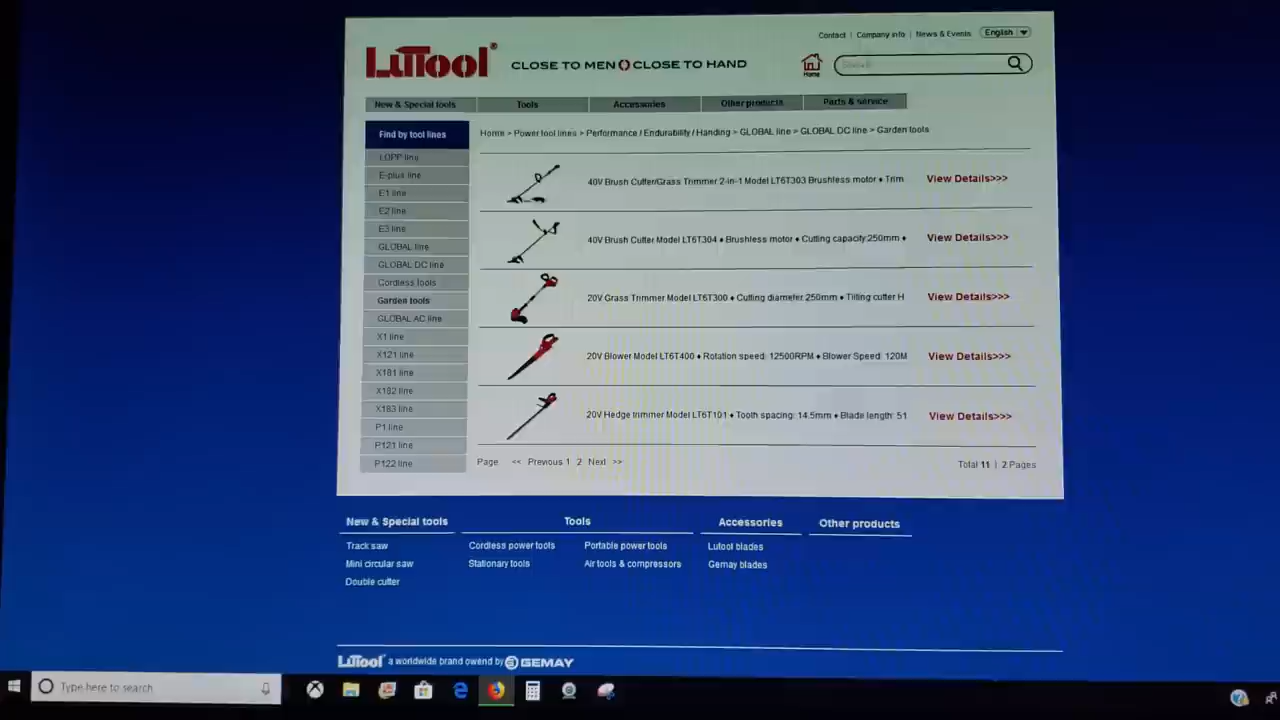 Contact | Company info | News & Events English
LUTOOL®
CLOSE TO MEN CLOSE TO HAND
Home
Search
New & Special tools Tools Accessories Other products Parts & service
Find by tool lines
Home > Power tool lines > Performance / Endurability / Handing > GLOBAL line > GLOBAL DC line > Garden tools
LOPP line
E-plus line
E1 line
E2 line
E3 line
GLOBAL line
GLOBAL DC line
Cordless tools
Garden tools
GLOBAL AC line
X1 line
X121 line
X181 line
X182 line
X183 line
P1 line
P121 line
P122 line
40V Brush Cutter/Grass Trimmer 2-in-1 Model LT6T303 Brushless motor ♦ Trim View Details>>>
40V Brush Cutter Model LT6T304 ♦ Brushless motor ♦ Cutting capacity:250mm ♦ View Details>>>
20V Grass Trimmer Model LT6T300 ♦ Cutting diameter 250mm ♦ Tilting cutter H View Details>>>
20V Blower Model LT6T400 ♦ Rotation speed: 12500RPM ♦ Blower Speed: 120M View Details>>>
20V Hedge trimmer Model LT6T101 ♦ Tooth spacing: 14.5mm ♦ Blade length: 51 View Details>>>
Page << Previous 1 2 Next >> Total 11 | 2 Pages
New & Special tools Tools Accessories Other products
Track saw Cordless power tools Portable power tools Lutool blades
Mini circular saw Stationary tools Air tools & compressors Gemay blades
Double cutter
LUTOOL a worldwide brand owend by GEMAY
Type here to search